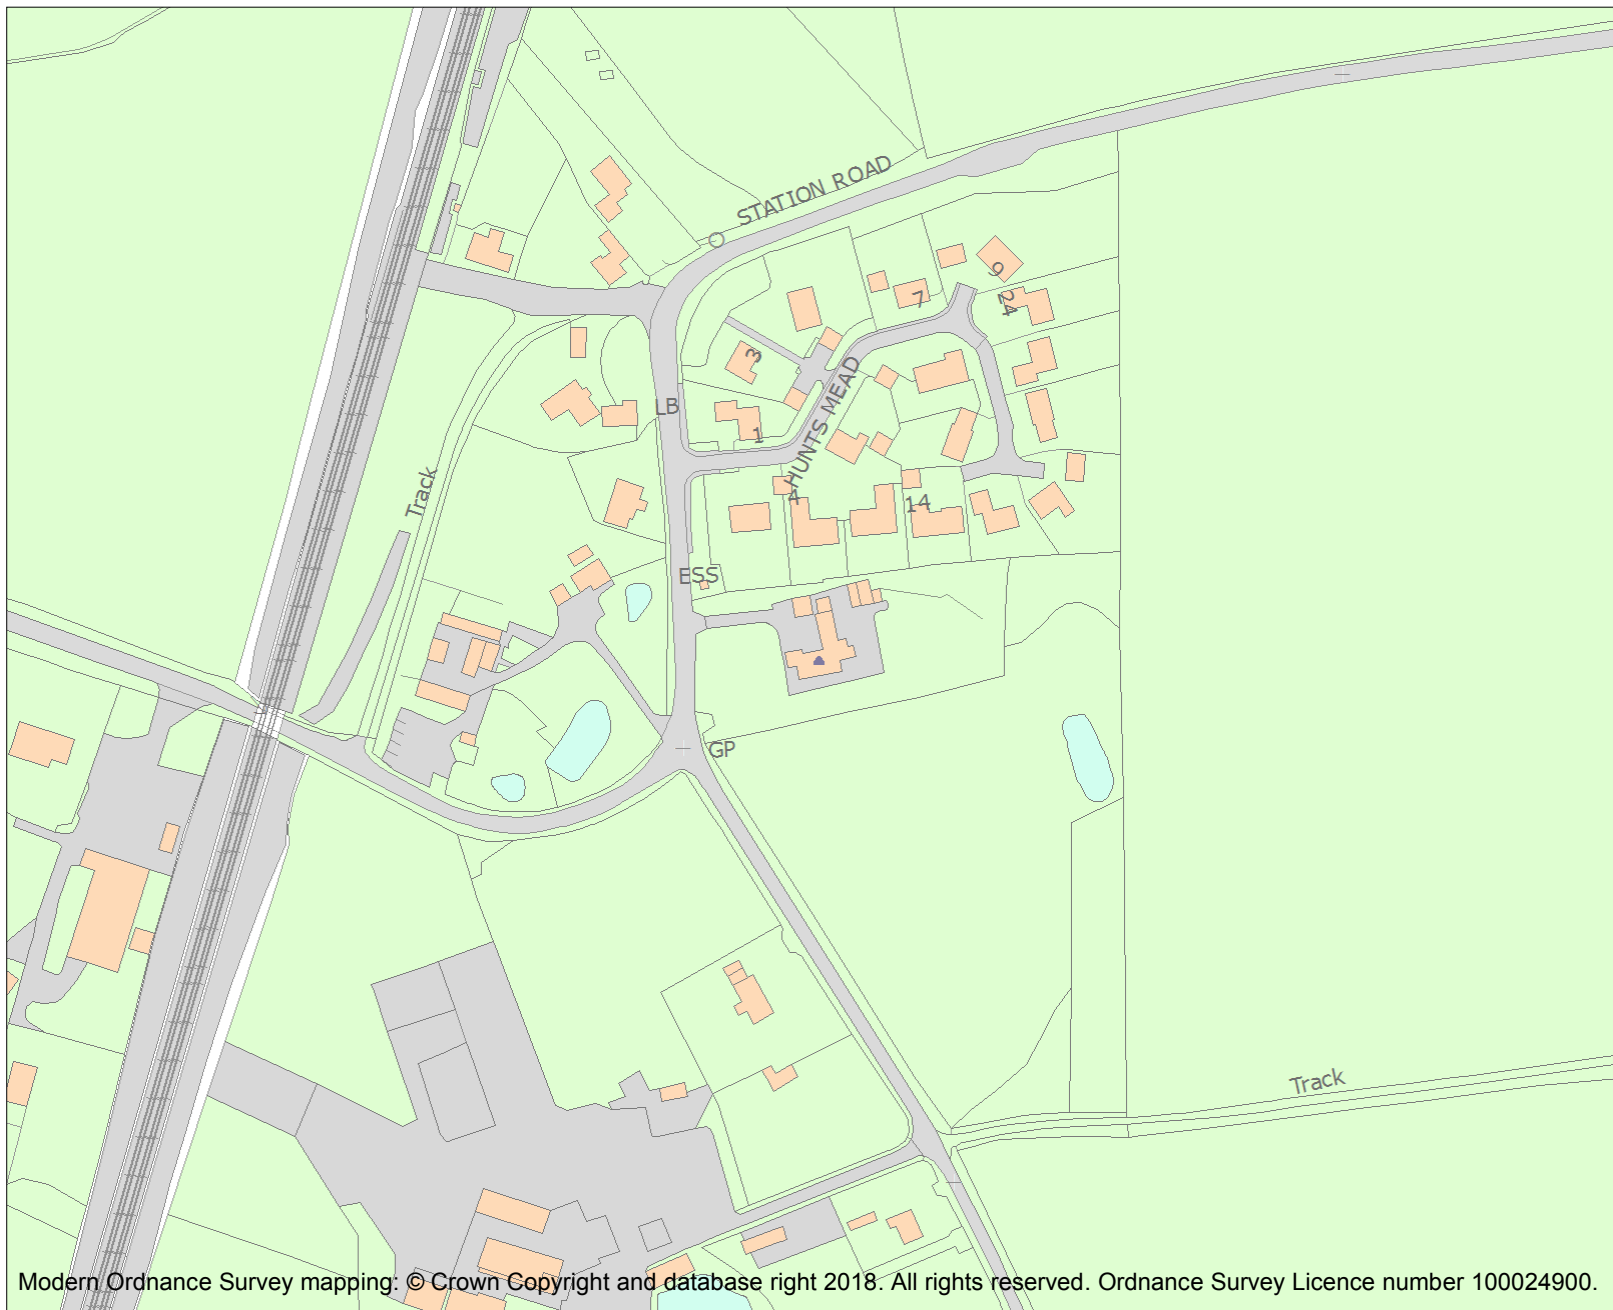 STATION ROAD
9
24
7
3
HUNTS MEAD
LB
1
Track
4
14
ESS
GP
Track
Modern Ordnance Survey mapping: © Crown Copyright and database right 2018. All rights reserved. Ordnance Survey Licence number 100024900.